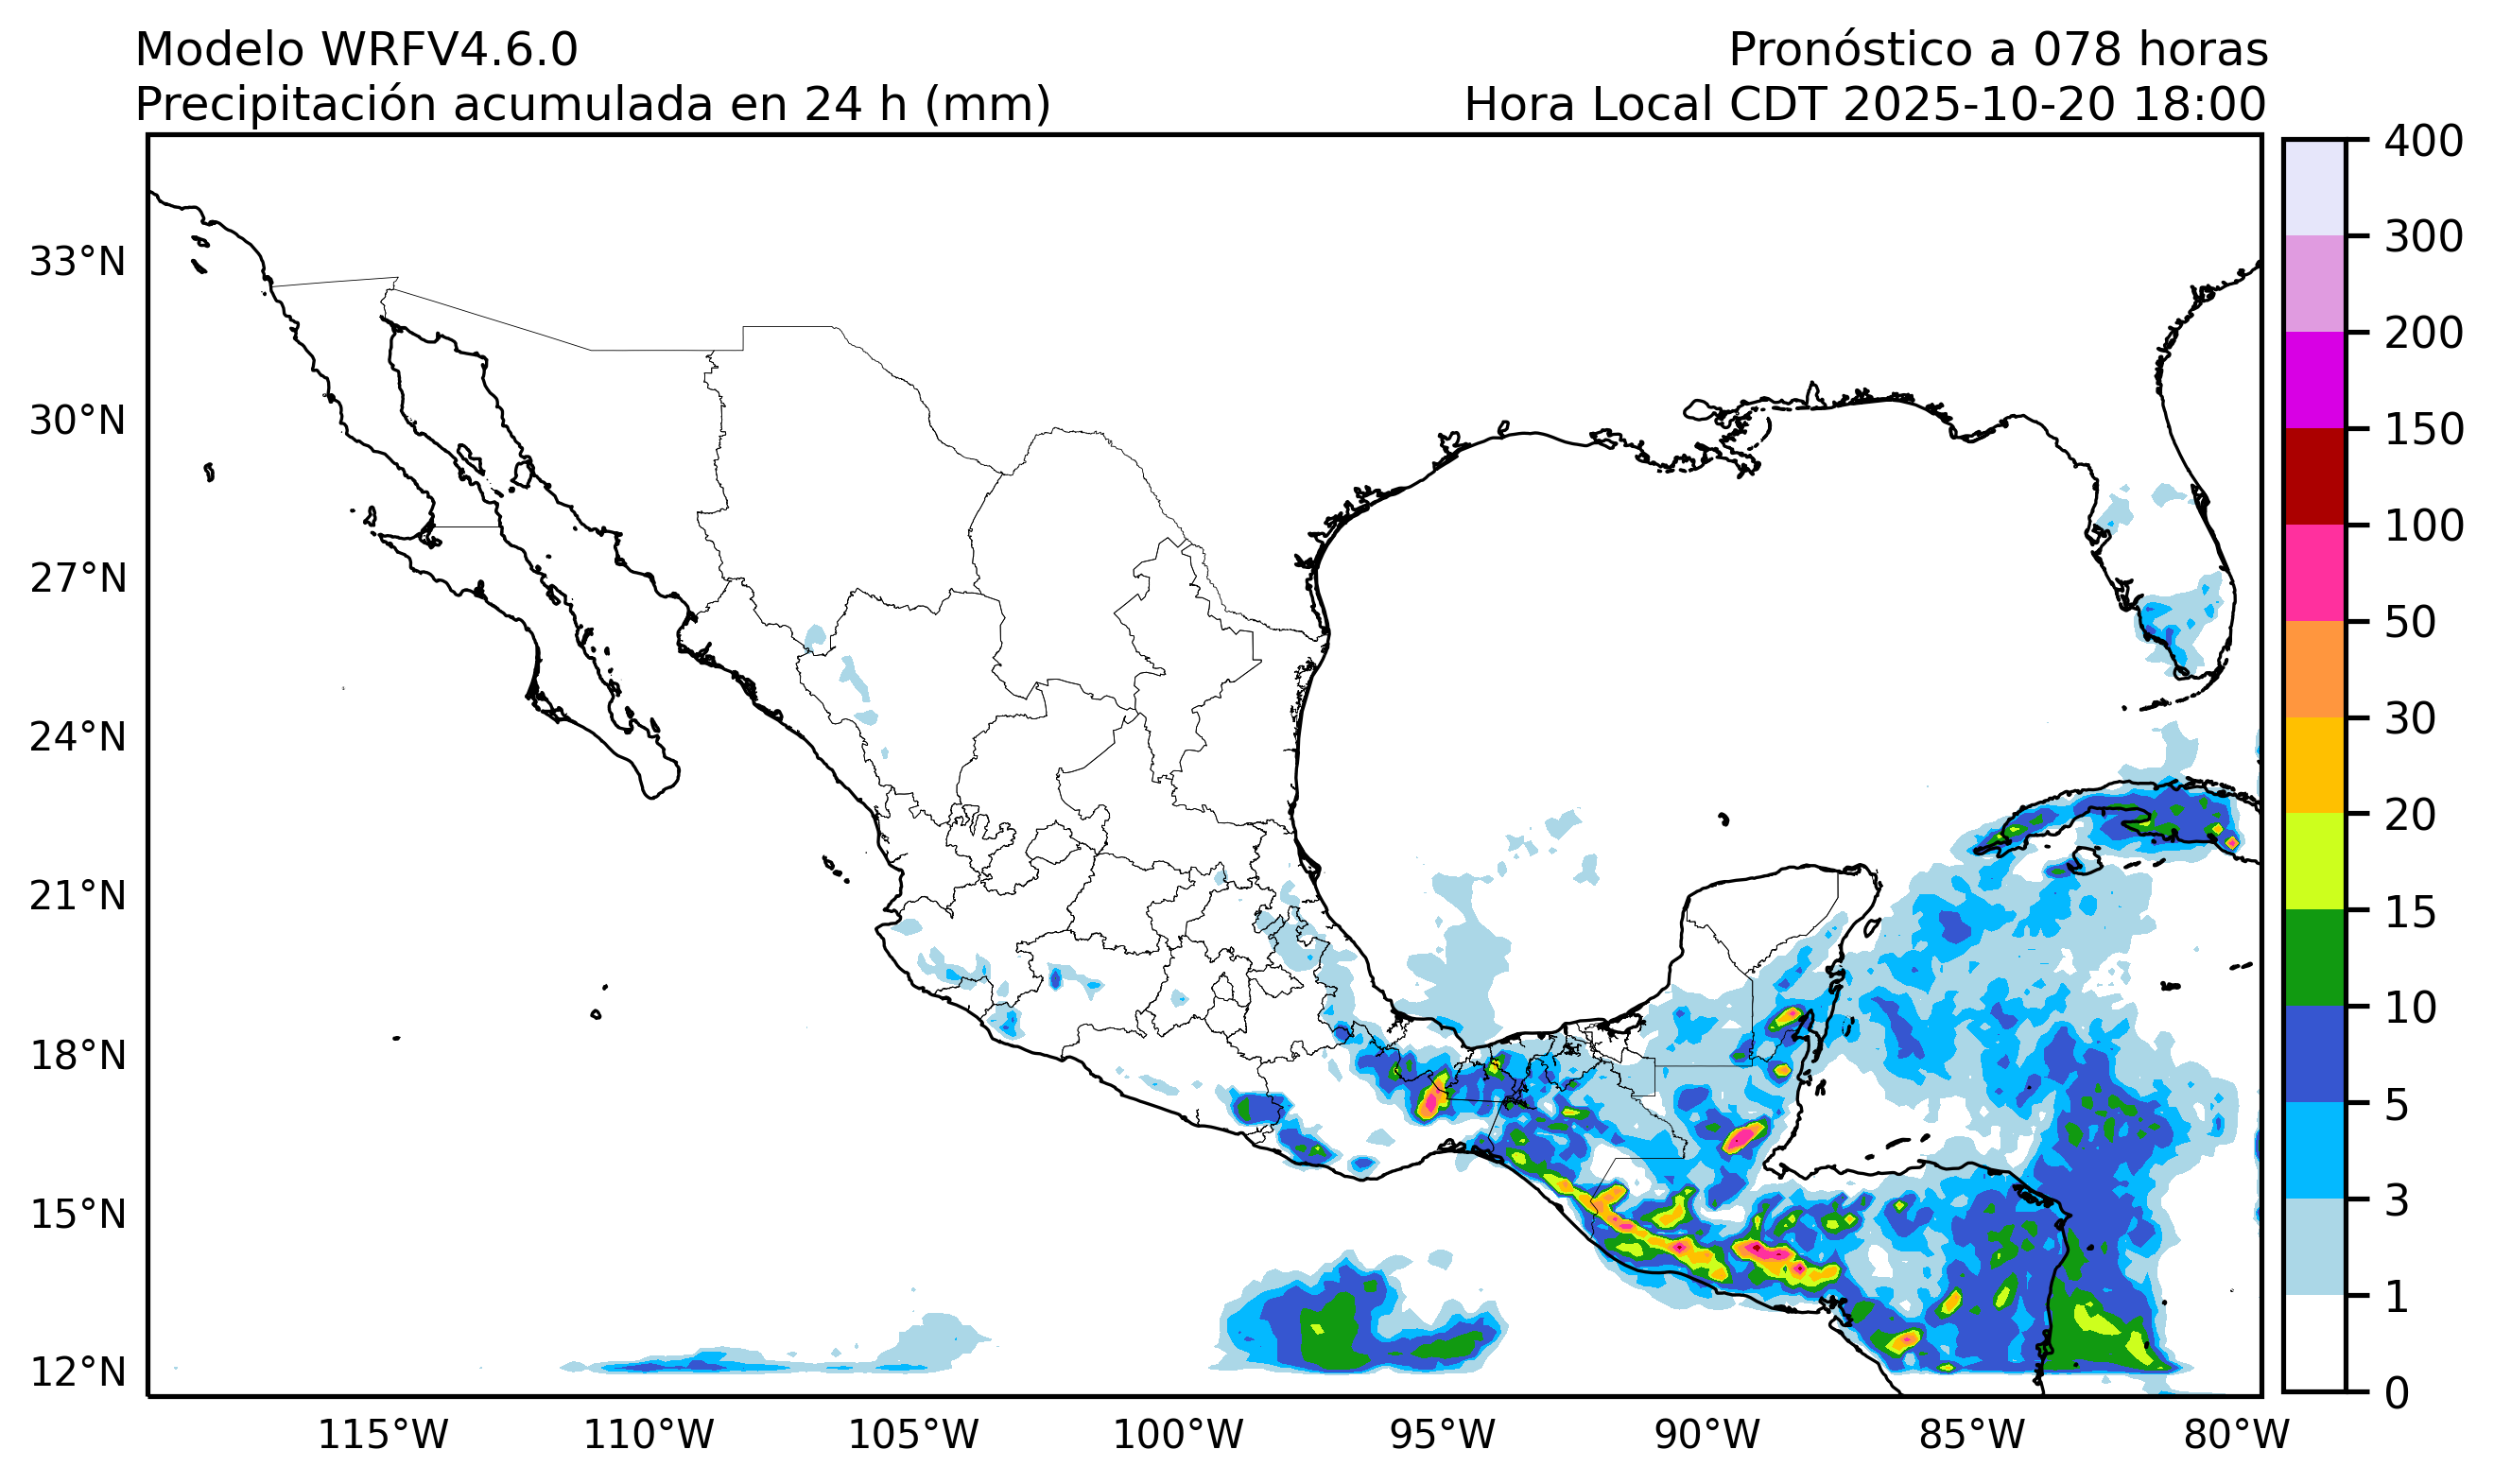 Modelo WRFV4.6.0
Pronóstico a 078 horas
Precipitación acumulada en 24 h (mm)
Hora Local CDT 2025-10-20 18:00
33°N
30°N
27°N
24°N
21°N
18°N
15°N
12°N
115°W
110°W
105°W
100°W
95°W
90°W
85°W
80°W
400
300
200
150
100
50
30
20
15
10
5
3
1
0